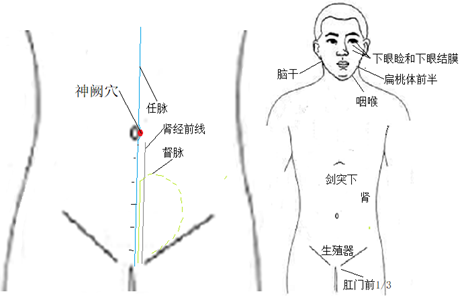 神阙穴
任脉
肾经前线
督脉
脑干
下眼睑和下眼结膜
扁桃体前半
咽喉
剑突下
肾
生殖器
肛门前1/3